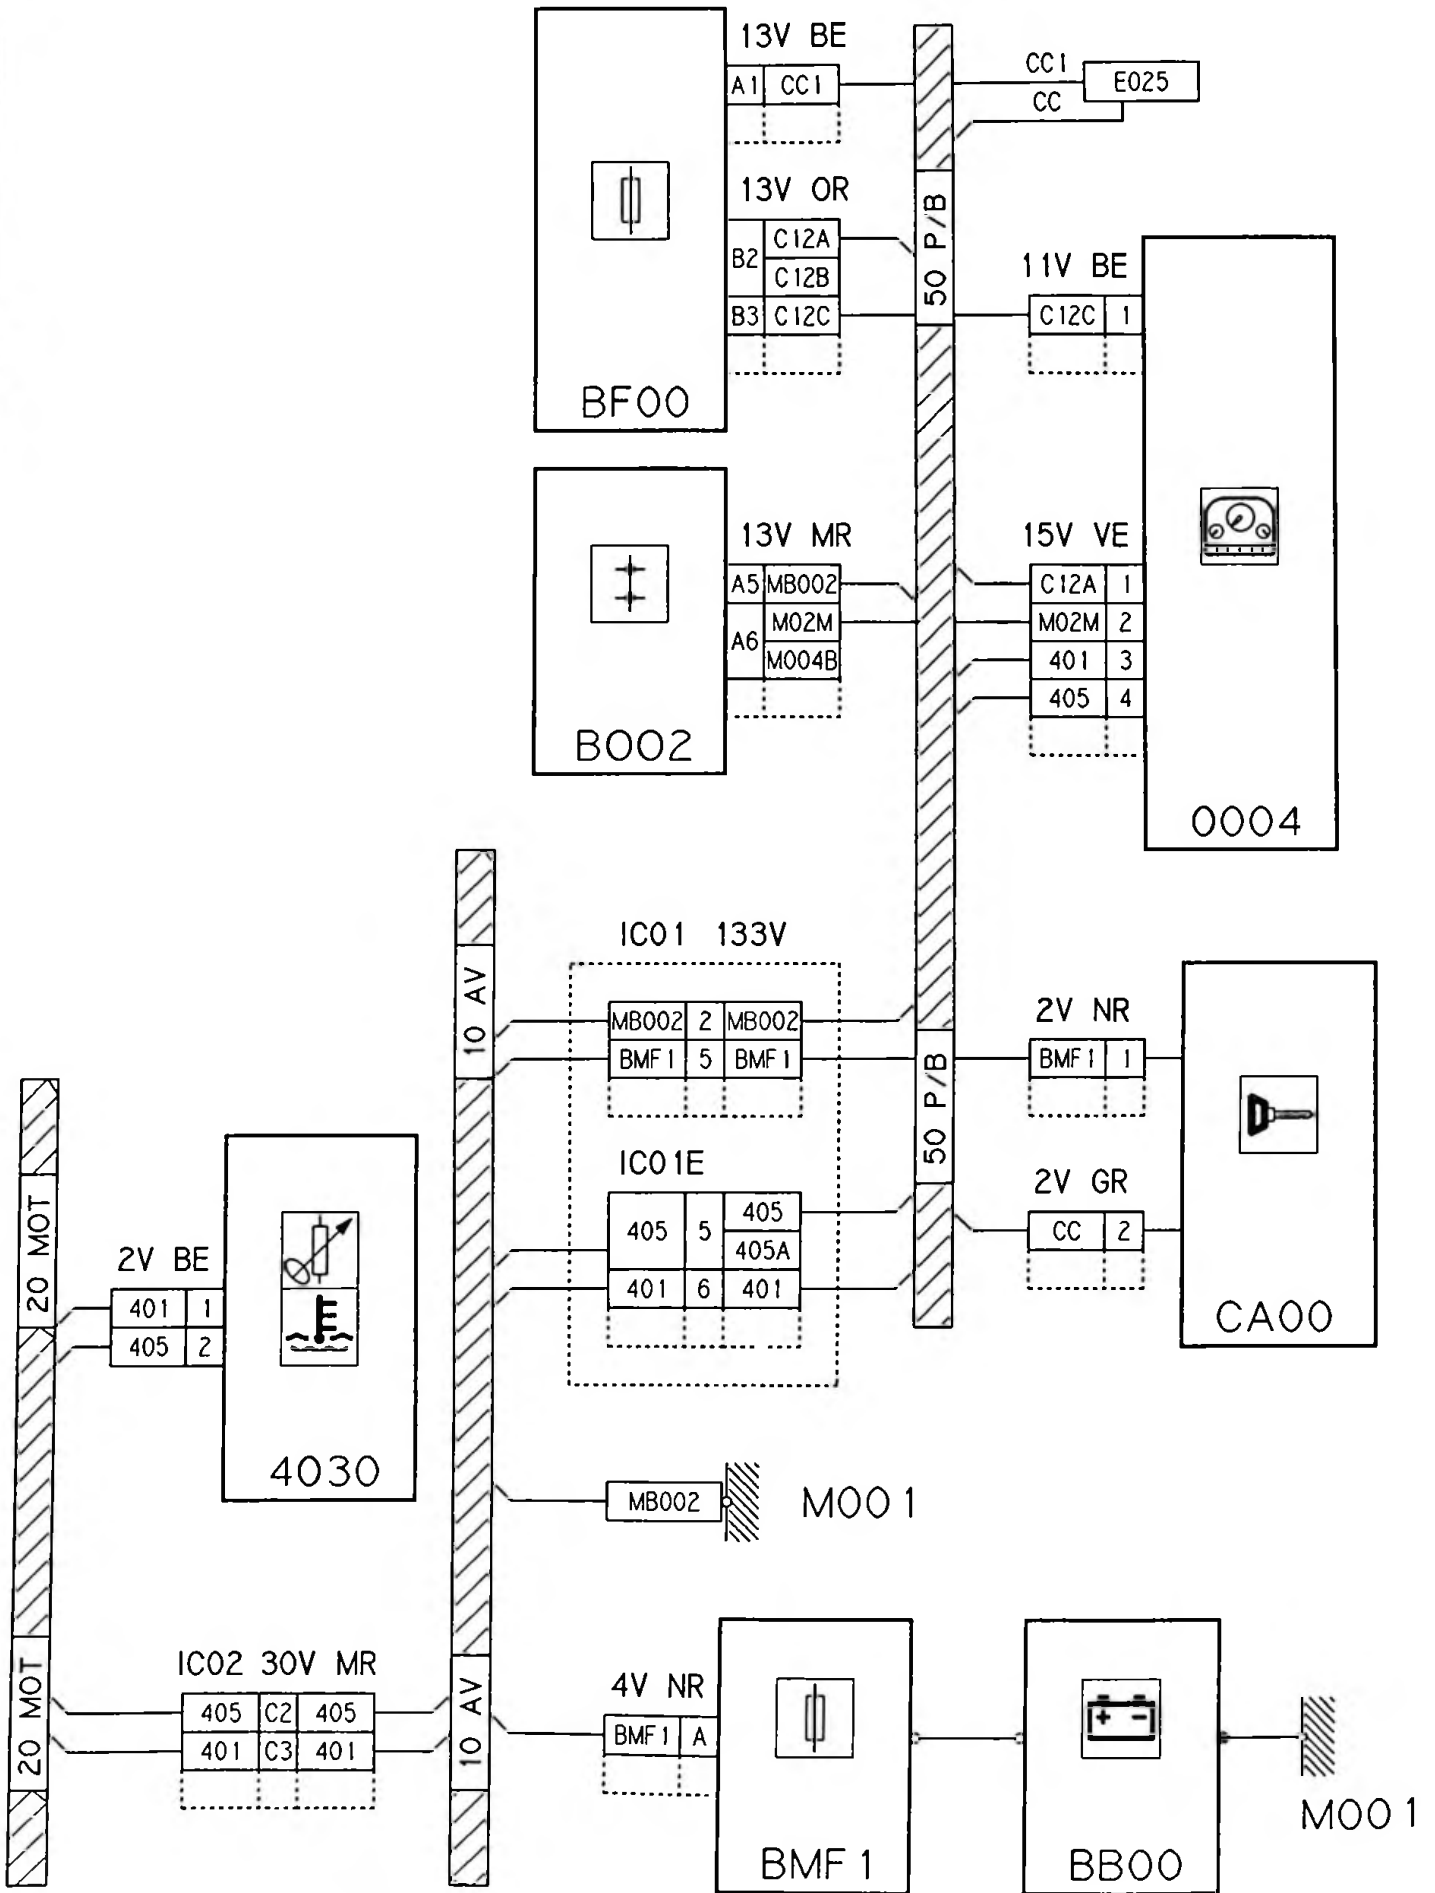 13V BE
A1 CC1
CC1
E025
CC
13V OR
B2 C12A
C12B
B3 C12C
BF00
50 P/B
11V BE
C12C 1
13V MR
A5 MB002
A6 M02M
M004B
B002
15V VE
C12A 1
M02M 2
401 3
405 4
0004
IC01 133V
MB002 2 MB002
BMF1 5 BMF1
IC01E
405 5 405
405A
401 6 401
10 AV
50 P/B
2V NR
BMF1 1
2V GR
CC 2
CA00
20 MOT
2V BE
401 1
405 2
4030
MB002
M001
20 MOT
IC02 30V MR
405 C2 405
401 C3 401
10 AV
4V NR
BMF1 A
BMF1
+ -
BB00
M001